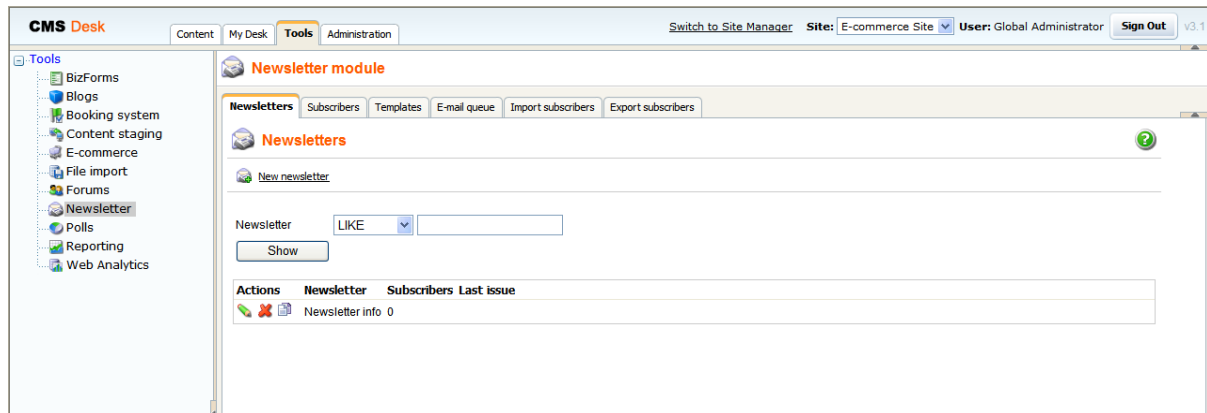 CMS Desk
Content My Desk Tools Administration
Switch to Site Manager Site: E-commerce Site User: Global Administrator Sign Out v3.1
Tools
BizForms
Blogs
Booking system
Content staging
E-commerce
File import
Forums
Newsletter
Polls
Reporting
Web Analytics
Newsletter module
Newsletters Subscribers Templates E-mail queue Import subscribers Export subscribers
Newsletters
New newsletter
Newsletter LIKE
Show
Actions Newsletter Subscribers Last issue
Newsletter info 0